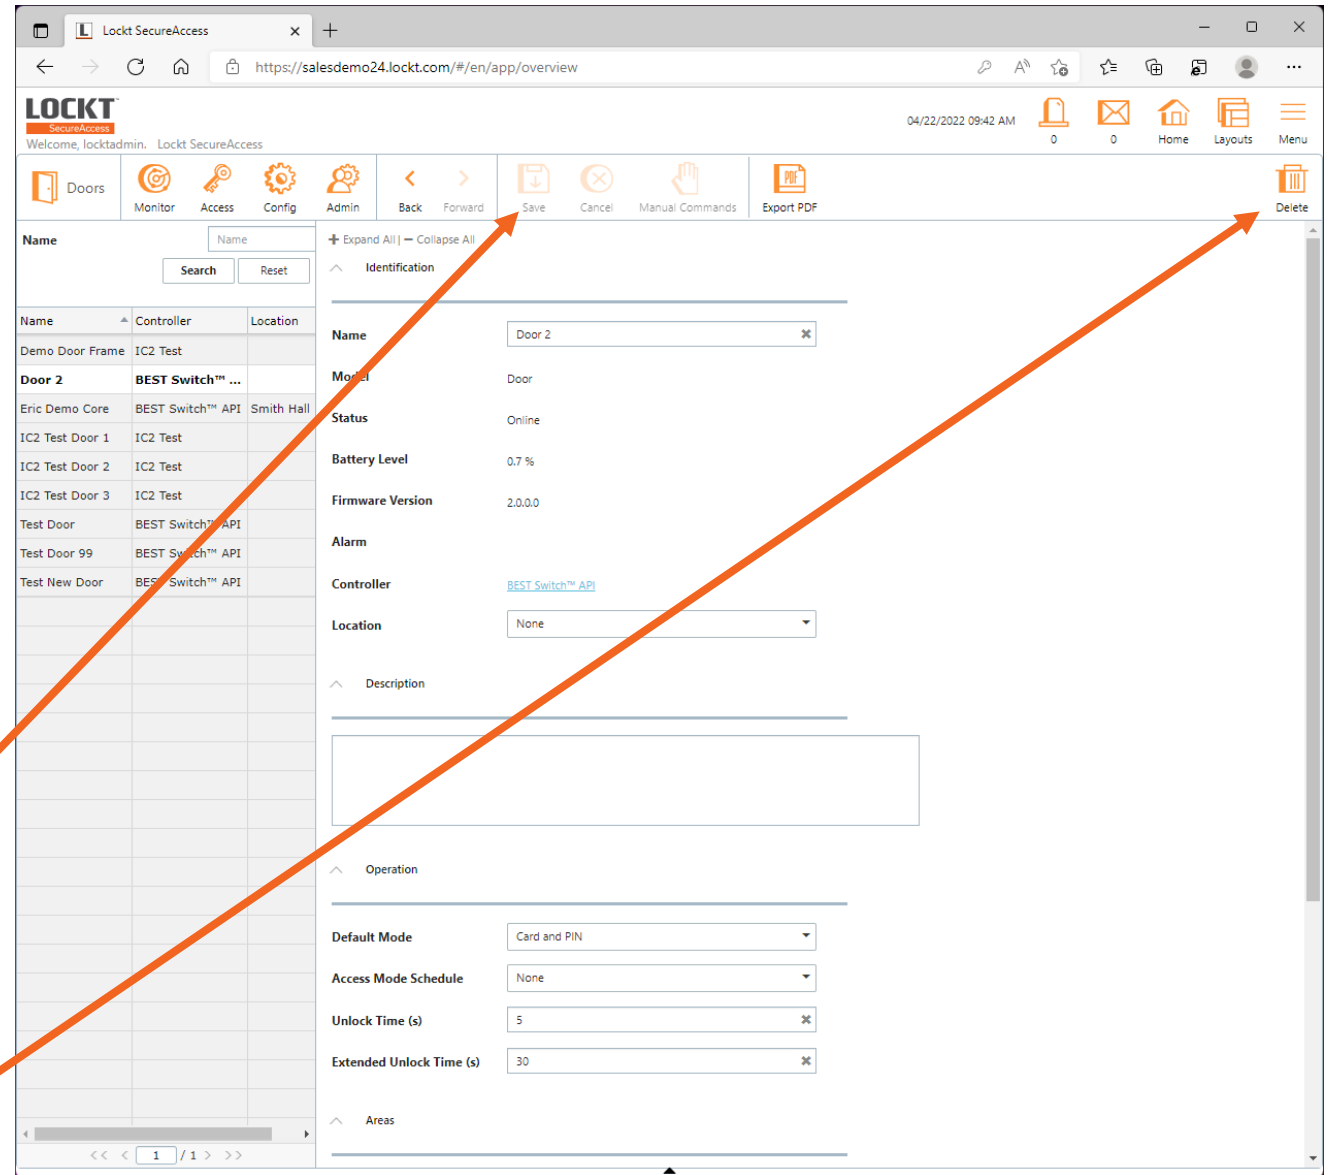 Lockt SecureAccess
https://salesdemo24.lockt.com/#/en/app/overview
LOCKT
SecureAccess
Welcome, locktadmin. Lockt SecureAccess
04/22/2022 09:42 AM
0 0 Home Layouts Menu
Doors
Monitor Access Config Admin Back Forward Save Cancel Manual Commands PDF Export PDF Delete
Name Name
Search Reset
Name Controller Location
Demo Door Frame IC2 Test
Door 2 BEST Switch™ ...
Eric Demo Core BEST Switch™ API Smith Hall
IC2 Test Door 1 IC2 Test
IC2 Test Door 2 IC2 Test
IC2 Test Door 3 IC2 Test
Test Door BEST Switch™ API
Test Door 99 BEST Switch™ API
Test New Door BEST Switch™ API
<< < 1 / 1 > >>
+ Expand All | − Collapse All
Identification
Name Door 2
Model Door
Status Online
Battery Level 0.7 %
Firmware Version 2.0.0.0
Alarm
Controller BEST Switch™ API
Location None
Description
Operation
Default Mode Card and PIN
Access Mode Schedule None
Unlock Time (s) 5
Extended Unlock Time (s) 30
Areas